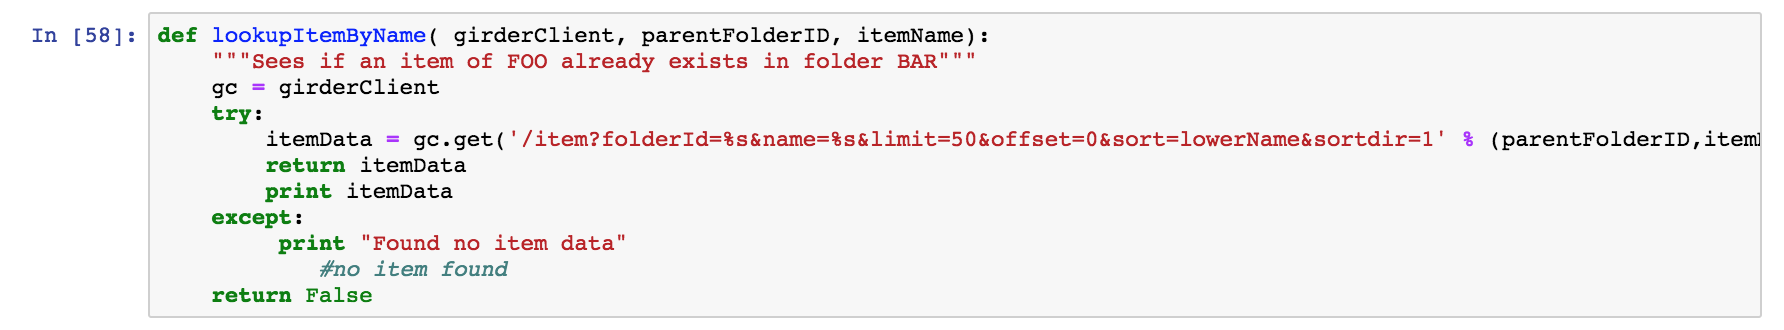 In [58]: def lookupItemByName( girderClient, parentFolderID, itemName):
"""Sees if an item of FOO already exists in folder BAR"""
gc = girderClient
try:
itemData = gc.get('/item?folderId=%s&name=%s&limit=50&offset=0&sort=lowerName&sortdir=1' % (parentFolderID,item
return itemData
print itemData
except:
print "Found no item data"
#no item found
return False